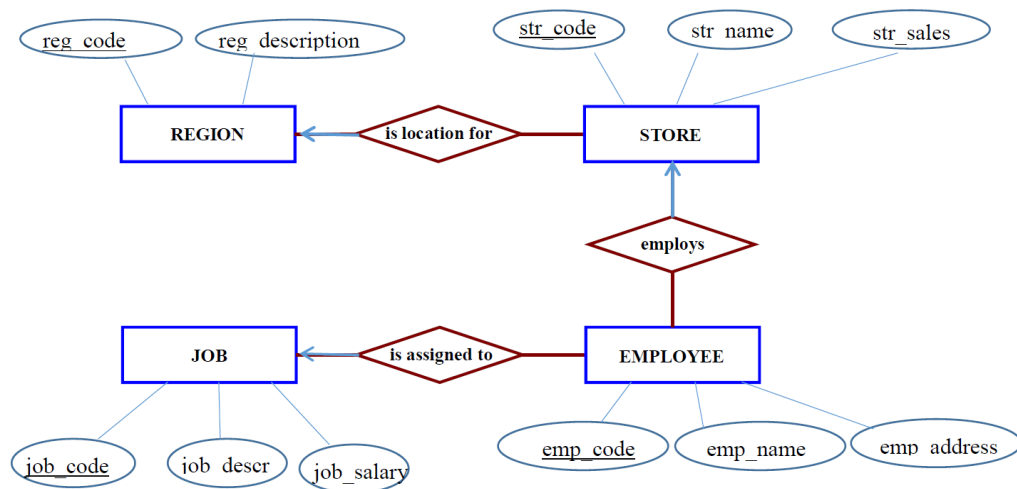 reg_code
reg_description
str_code
str_name
str_sales
REGION
is location for
STORE
employs
JOB
is assigned to
EMPLOYEE
job_code
job_descr
job_salary
emp_code
emp_name
emp_address